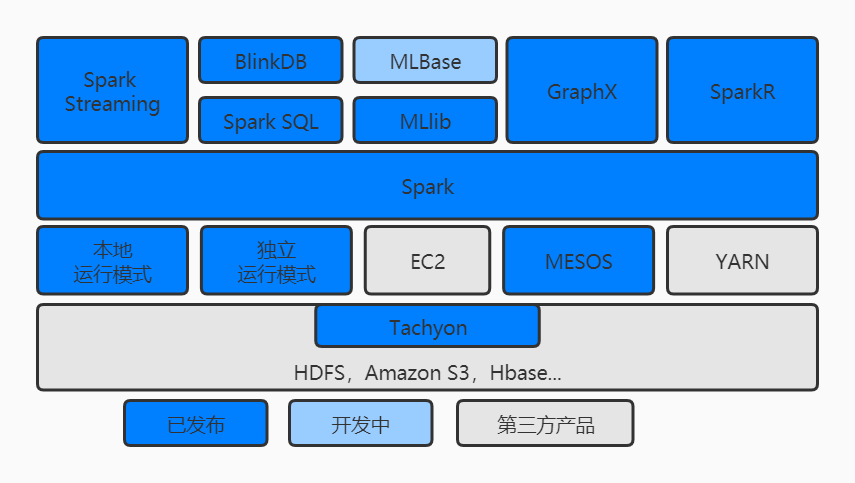 Spark
Streaming
BlinkDB
MLBase
GraphX
SparkR
Spark SQL
MLlib
Spark
本地
运行模式
独立
运行模式
EC2
MESOS
YARN
Tachyon
HDFS，Amazon S3，Hbase...
已发布
开发中
第三方产品